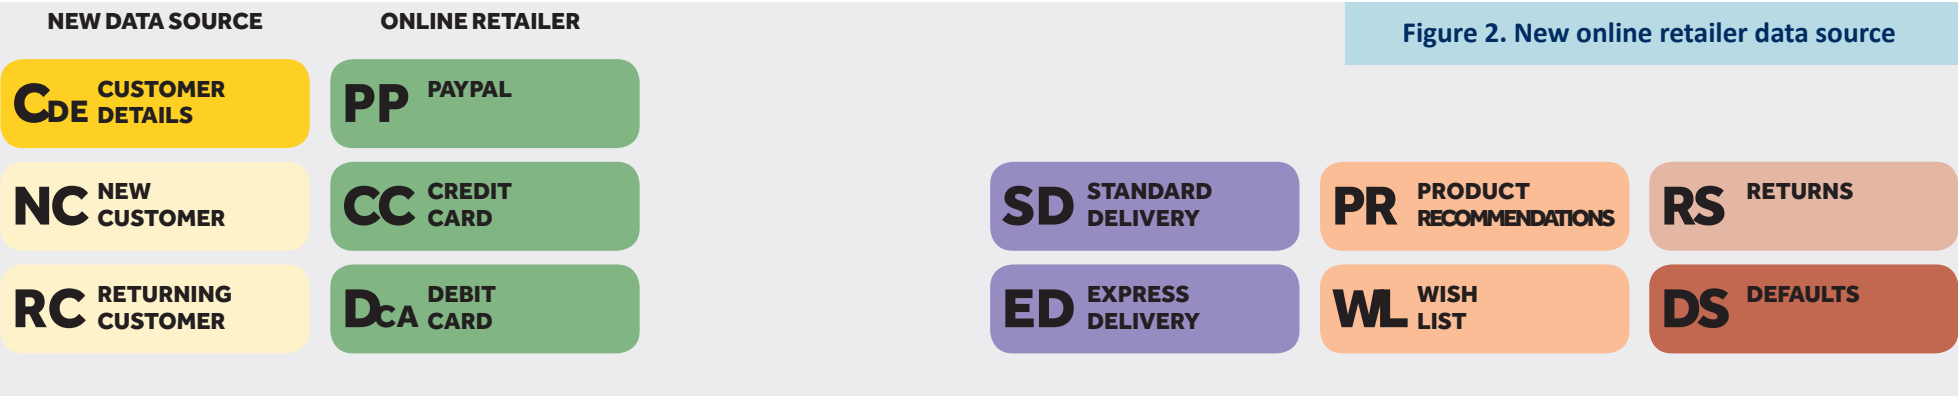 NEW DATA SOURCE
ONLINE RETAILER
Figure 2. New online retailer data source
CDE CUSTOMER
DETAILS
PP PAYPAL
NC NEW
CUSTOMER
CC CREDIT
CARD
SD STANDARD
DELIVERY
PR PRODUCT
RECOMMENDATIONS
RS RETURNS
RC RETURNING
CUSTOMER
DCA DEBIT
CARD
ED EXPRESS
DELIVERY
WL WISH
LIST
DS DEFAULTS